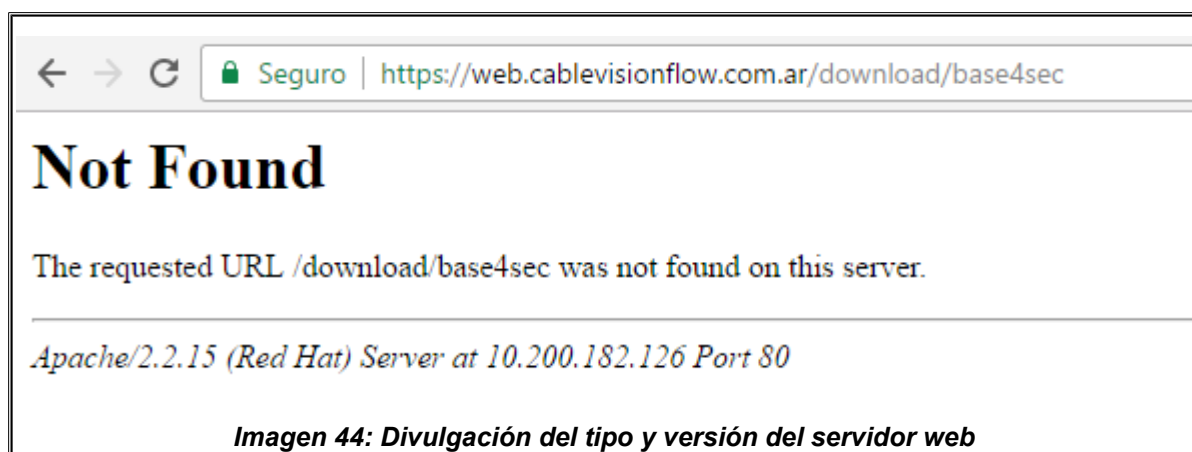 Seguro | https://web.cablevisionflow.com.ar/download/base4sec
Not Found
The requested URL /download/base4sec was not found on this server.
Apache/2.2.15 (Red Hat) Server at 10.200.182.126 Port 80
Imagen 44: Divulgación del tipo y versión del servidor web